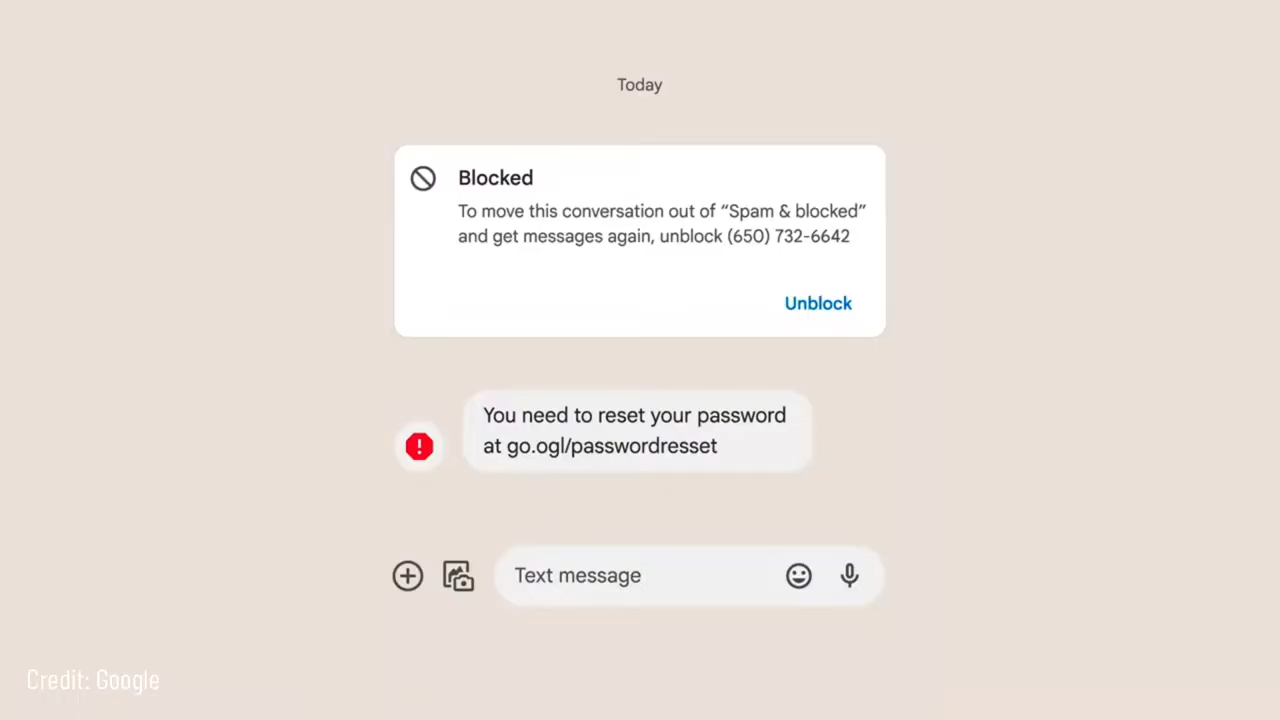 Today
Blocked
To move this conversation out of “Spam & blocked”
and get messages again, unblock (650) 732-6642
Unblock
You need to reset your password
at go.ogl/passwordresset
Text message
Credit: Google